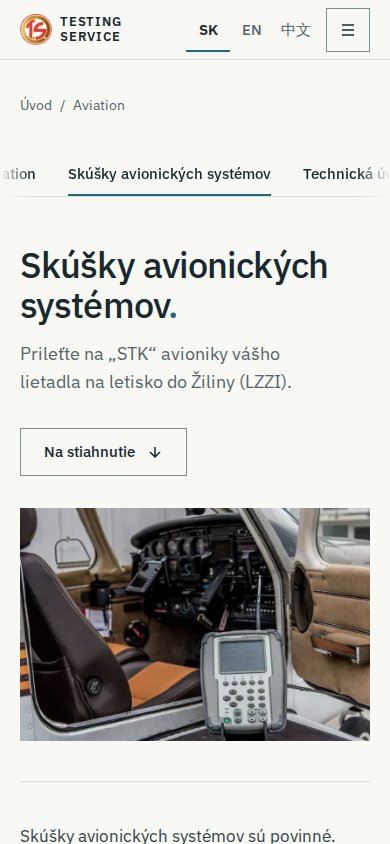 TESTING
SERVICE
SK EN 中文
Úvod / Aviation
ation Skúšky avionických systémov Technická
Skúšky avionických
systémov.
Prileťte na „STK“ avioniky vášho
lietadla na letisko do Žiliny (LZZI).
Na stiahnutie
Skúšky avionických systémov sú povinné.